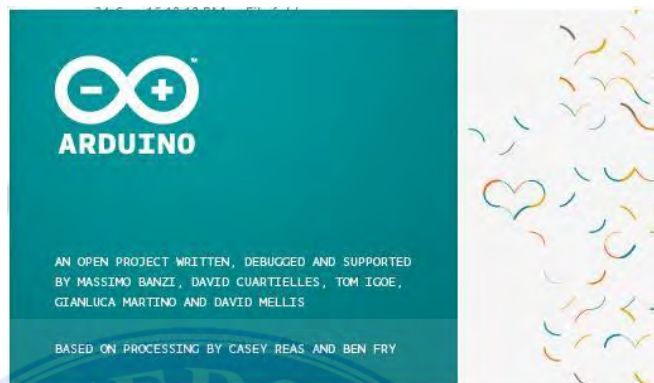 ARDUINO
AN OPEN PROJECT WRITTEN, DEBUGGED AND SUPPORTED
BY MASSIMO BANZI, DAVID CUARTIELLES, TOM IGOE,
GIANLUCA MARTINO AND DAVID MELLIS
BASED ON PROCESSING BY CASEY REAS AND BEN FRY